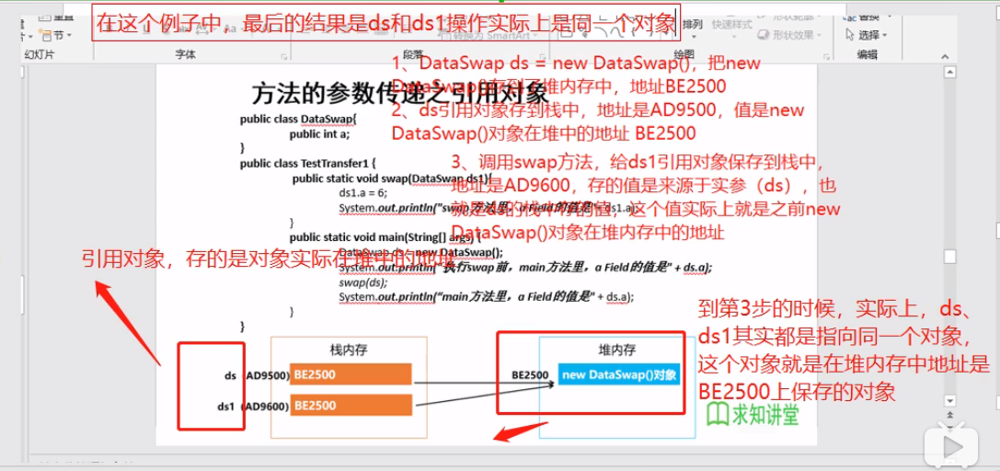 在这个例子中，最后的结果是ds和ds1操作实际上是同一个对象
重置
节
排列
快速样式
形状效果
替换
选择
转换为 SmartArt
幻灯片
字体
段落
绘图
编辑
方法的参数传递之引用对象
1、DataSwap ds = new DataSwap()，把new
DataSwap()存到了堆内存中，地址BE2500
2、ds引用对象存到栈中，地址是AD9500，值是new
DataSwap()对象在堆中的地址 BE2500
public class DataSwap{
public int a;
}
public class TestTransfer1 {
public static void swap(DataSwap ds1){
ds1.a = 6;
System.out.println("swap方法里，a Field的值是"+ds1.a);
}
3、调用swap方法，给ds1引用对象保存到栈中，
地址是AD9600，存的值是来源于实参（ds），也
就是ds的栈中存的值，这个值实际上就是之前new
DataSwap()对象在堆内存中的地址
public static void main(String[] args) {
DataSwap ds = new DataSwap();
System.out.println("执行swap前，main方法里，a Field的值是" + ds.a);
swap(ds);
System.out.println("main方法里，a Field的值是" + ds.a);
}
}
引用对象，存的是对象实际在堆中的地址
到第3步的时候，实际上，ds、
ds1其实都是指向同一个对象，
这个对象就是在堆内存中地址是
BE2500上保存的对象
栈内存
堆内存
ds (AD9500) BE2500
BE2500 new DataSwap()对象
ds1 (AD9600) BE2500
求知讲堂